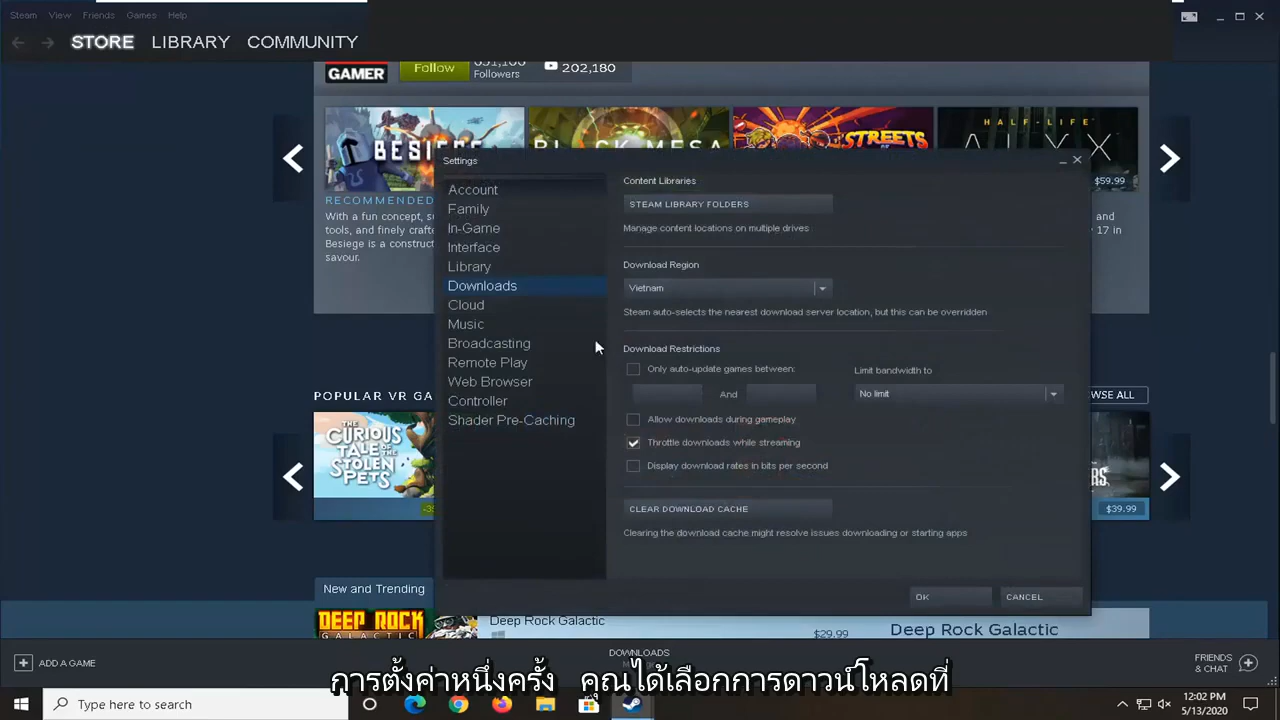 Steam View Friends Games Help
STORE LIBRARY COMMUNITY
GAMER Follow Followers 202,180
BESIEGE BLACK MESA STREETS HALF-LIFE ALYX
$59.99
RECOMMENDED
With a fun concept, su
tools, and finely crafte
Besiege is a construct
savour.
and
17 in
Settings
Account
Family
In-Game
Interface
Library
Downloads
Cloud
Music
Broadcasting
Remote Play
Web Browser
Controller
Shader Pre-Caching
Content Libraries
STEAM LIBRARY FOLDERS
Manage content locations on multiple drives
Download Region
Vietnam
Steam auto-selects the nearest download server location, but this can be overridden
Download Restrictions
Only auto-update games between:
And
Limit bandwidth to
No limit
Allow downloads during gameplay
Throttle downloads while streaming
Display download rates in bits per second
CLEAR DOWNLOAD CACHE
Clearing the download cache might resolve issues downloading or starting apps
OK CANCEL
POPULAR VR GA
WSE ALL
THE CURIOUS TALE OF THE STOLEN PETS
$39.99
New and Trending
DEEP ROCK GALACTIC
Deep Rock Galactic
$29.99
Deep Rock Galactic
ADD A GAME
DOWNLOADS
FRIENDS & CHAT
การตั้งค่าหนึ่งครั้ง คุณได้เลือกการดาวน์โหลดที่
Type here to search
12:02 PM
5/13/2020